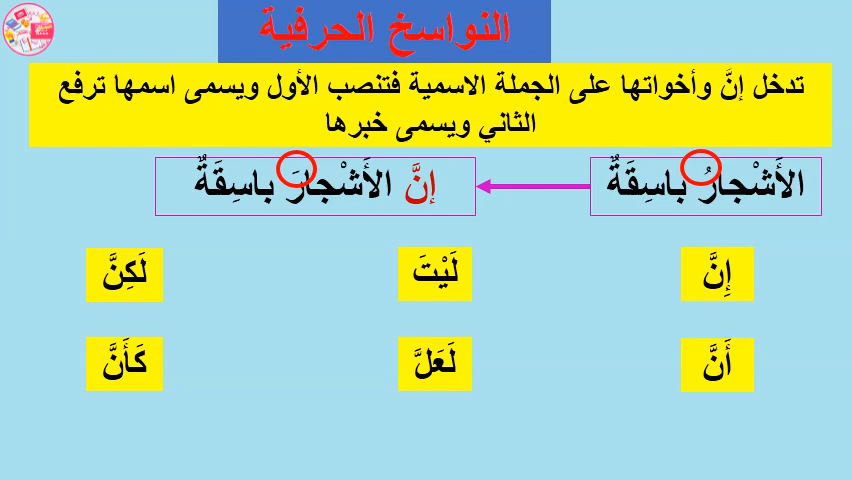 النواسخ الحرفية
تدخل إنَّ وأخواتها على الجملة الاسمية فتنصب الأول ويسمى اسمها ترفع
الثاني ويسمى خبرها
الأَشْجارُ باسِقَةٌ
إنَّ الأَشْجارَ باسِقَةٌ
إِنَّ
لَيْتَ
لَكِنَّ
أَنَّ
لَعَلَّ
كَأَنَّ